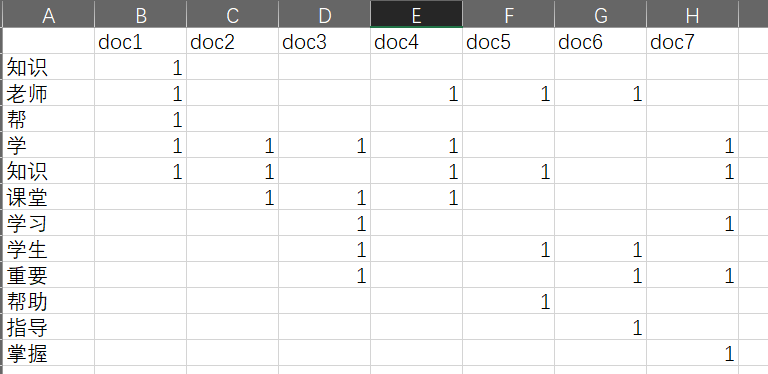 A B C D E F G H
doc1 doc2 doc3 doc4 doc5 doc6 doc7
知识 1
老师 1 1 1 1
帮 1
学 1 1 1 1 1
知识 1 1 1 1 1
课堂 1 1 1
学习 1 1
学生 1 1 1
重要 1 1 1
帮助 1
指导 1
掌握 1